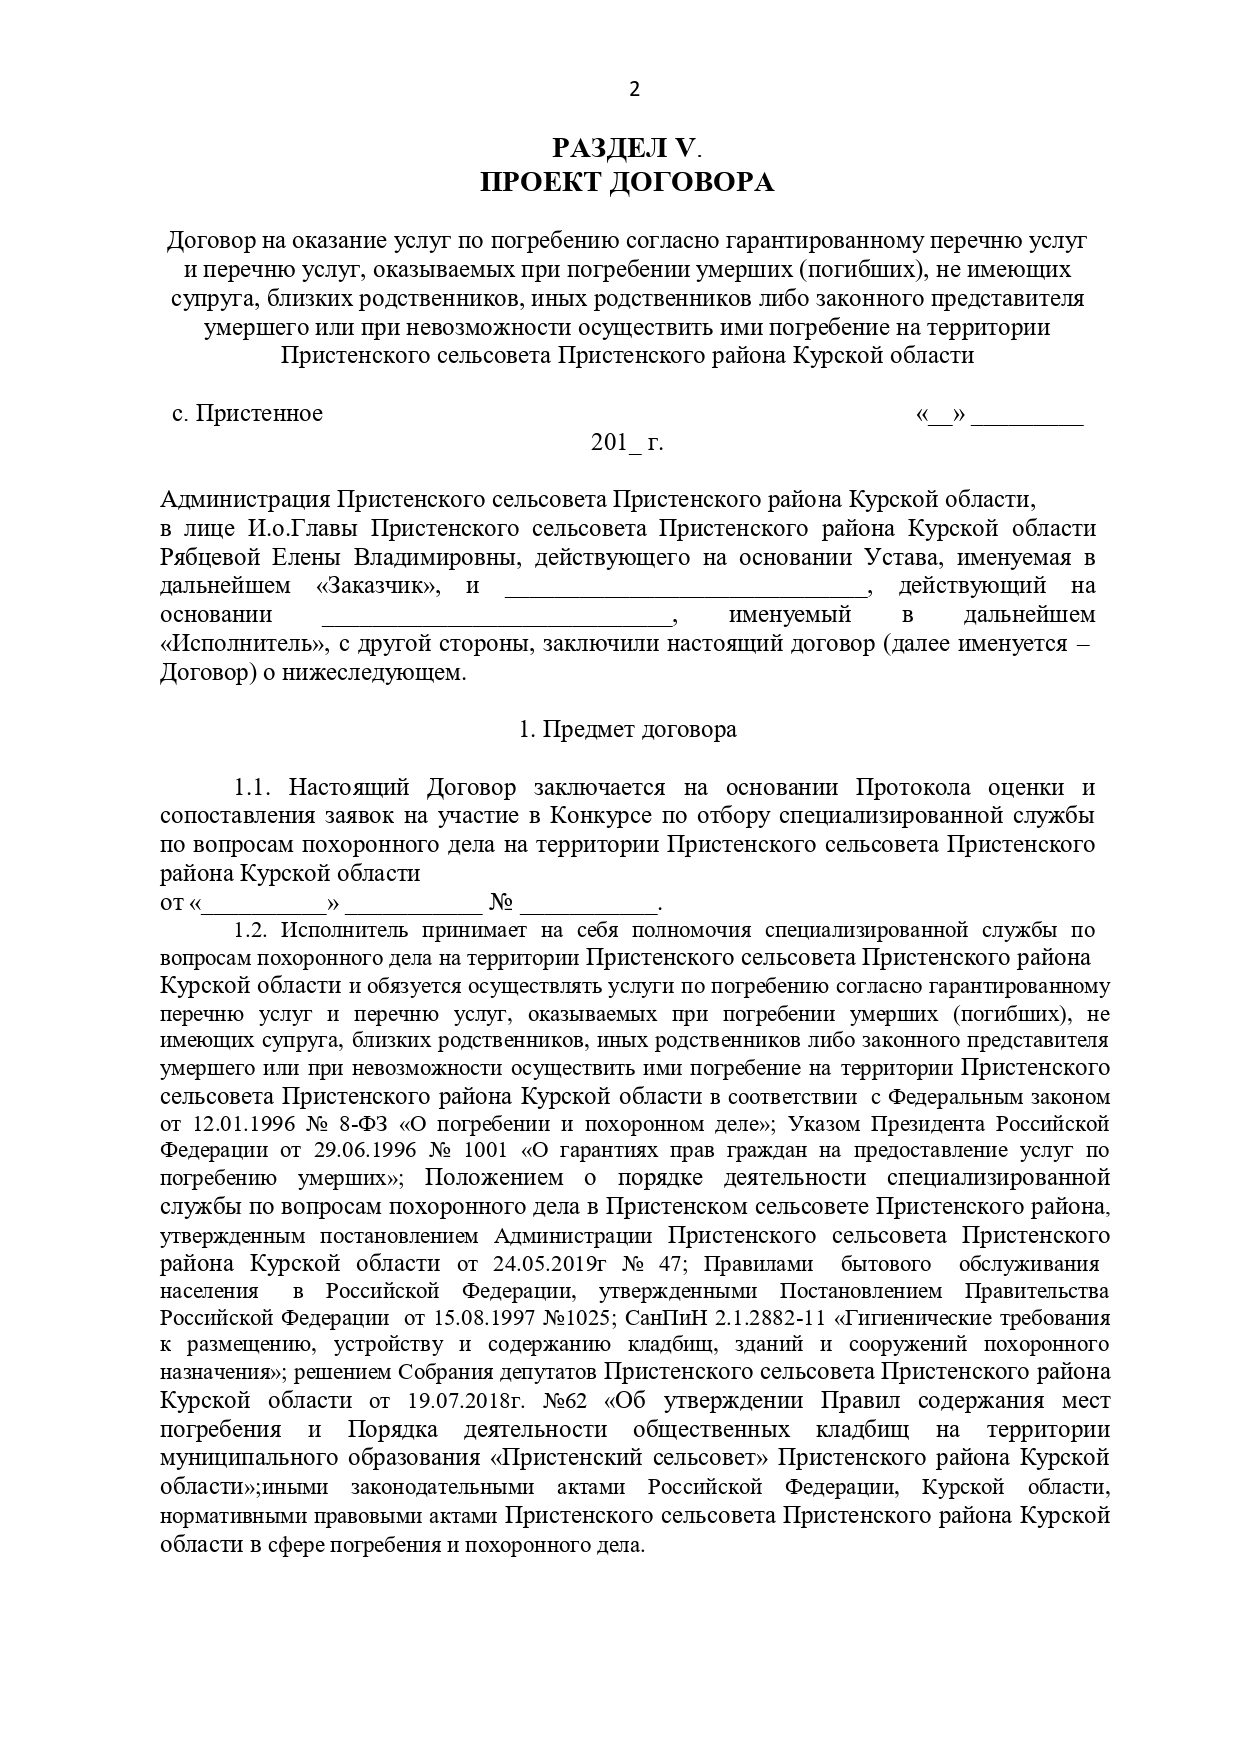 2
РАЗДЕЛ V.
ПРОЕКТ ДОГОВОРА
Договор на оказание услуг по погребению согласно гарантированному перечню услуг
и перечню услуг, оказываемых при погребении умерших (погибших), не имеющих
супруга, близких родственников, иных родственников либо законного представителя
умершего или при невозможности осуществить ими погребение на территории
Пристенского сельсовета Пристенского района Курской области
с. Пристенное «__» _________
201_ г.
Администрация Пристенского сельсовета Пристенского района Курской области,
в лице И.о.Главы Пристенского сельсовета Пристенского района Курской области
Рябцевой Елены Владимировны, действующего на основании Устава, именуемая в
дальнейшем «Заказчик», и _____________________________, действующий на
основании ____________________________, именуемый в дальнейшем
«Исполнитель», с другой стороны, заключили настоящий договор (далее именуется –
Договор) о нижеследующем.
1. Предмет договора
1.1. Настоящий Договор заключается на основании Протокола оценки и
сопоставления заявок на участие в Конкурсе по отбору специализированной службы
по вопросам похоронного дела на территории Пристенского сельсовета Пристенского
района Курской области
от «__________» ___________ № ___________.
1.2. Исполнитель принимает на себя полномочия специализированной службы по
вопросам похоронного дела на территории Пристенского сельсовета Пристенского района
Курской области и обязуется осуществлять услуги по погребению согласно гарантированному
перечню услуг и перечню услуг, оказываемых при погребении умерших (погибших), не
имеющих супруга, близких родственников, иных родственников либо законного представителя
умершего или при невозможности осуществить ими погребение на территории Пристенского
сельсовета Пристенского района Курской области в соответствии с Федеральным законом
от 12.01.1996 № 8-ФЗ «О погребении и похоронном деле»; Указом Президента Российской
Федерации от 29.06.1996 № 1001 «О гарантиях прав граждан на предоставление услуг по
погребению умерших»; Положением о порядке деятельности специализированной
службы по вопросам похоронного дела в Пристенском сельсовете Пристенского района,
утвержденным постановлением Администрации Пристенского сельсовета Пристенского
района Курской области от 24.05.2019г № 47; Правилами бытового обслуживания
населения в Российской Федерации, утвержденными Постановлением Правительства
Российской Федерации от 15.08.1997 №1025; СанПиН 2.1.2882-11 «Гигиенические требования
к размещению, устройству и содержанию кладбищ, зданий и сооружений похоронного
назначения»; решением Собрания депутатов Пристенского сельсовета Пристенского района
Курской области от 19.07.2018г. №62 «Об утверждении Правил содержания мест
погребения и Порядка деятельности общественных кладбищ на территории
муниципального образования «Пристенский сельсовет» Пристенского района Курской
области»;иными законодательными актами Российской Федерации, Курской области,
нормативными правовыми актами Пристенского сельсовета Пристенского района Курской
области в сфере погребения и похоронного дела.